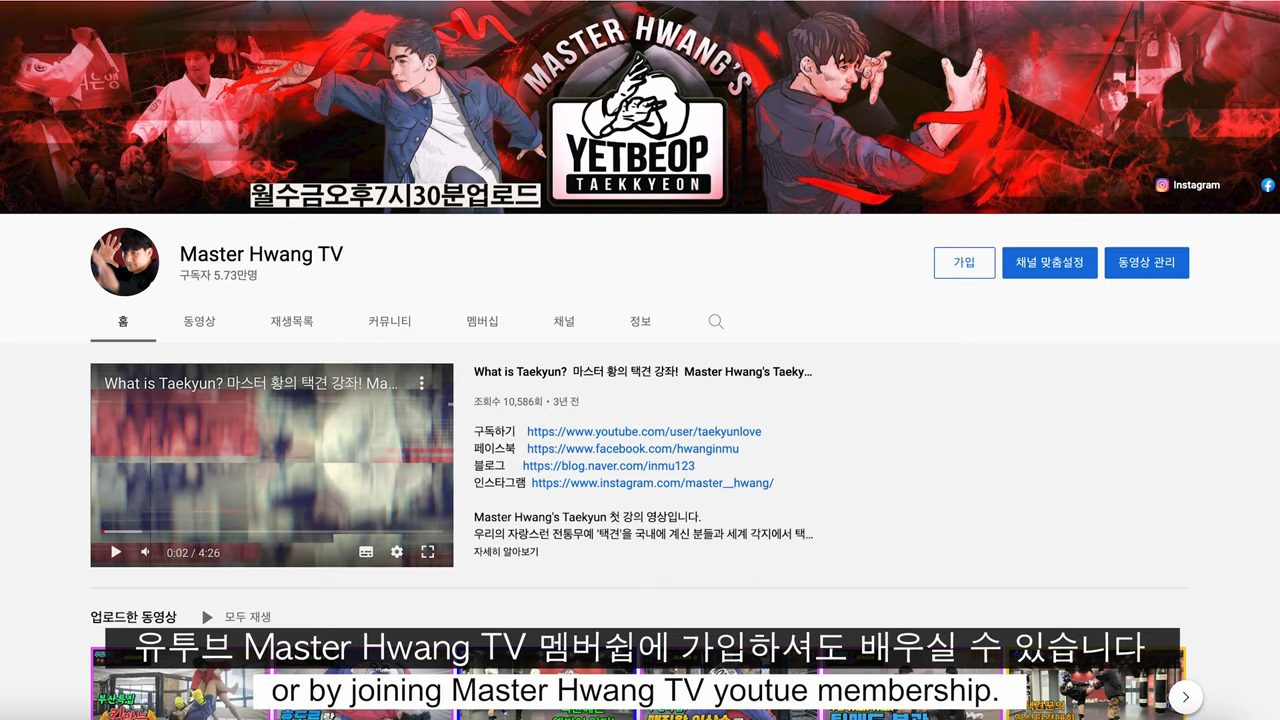 MASTER HWANG'S
YETBEOP
TAEKKYEON
월수금오후7시30분업로드
Instagram
Master Hwang TV
구독자 5.73만명
가입
채널 맞춤설정
동영상 관리
홈 동영상 재생목록 커뮤니티 멤버십 채널 정보
What is Taekyun? 마스터 황의 택견 강좌! Ma...
0:02 / 4:26
What is Taekyun? 마스터 황의 택견 강좌! Master Hwang's Taeky...
조회수 10,586회 • 3년 전
구독하기 https://www.youtube.com/user/taekyunlove
페이스북 https://www.facebook.com/hwanginmu
블로그 https://blog.naver.com/inmu123
인스타그램 https://www.instagram.com/master__hwang/
Master Hwang's Taekyun 첫 강의 영상입니다.
우리의 자랑스런 전통무예 '택견'을 국내에 계신 분들과 세계 각지에서 택...
자세히 알아보기
업로드한 동영상 모두 재생
유투브 Master Hwang TV 멤버쉽에 가입하셔도 배우실 수 있습니다
or by joining Master Hwang TV youtue membership.